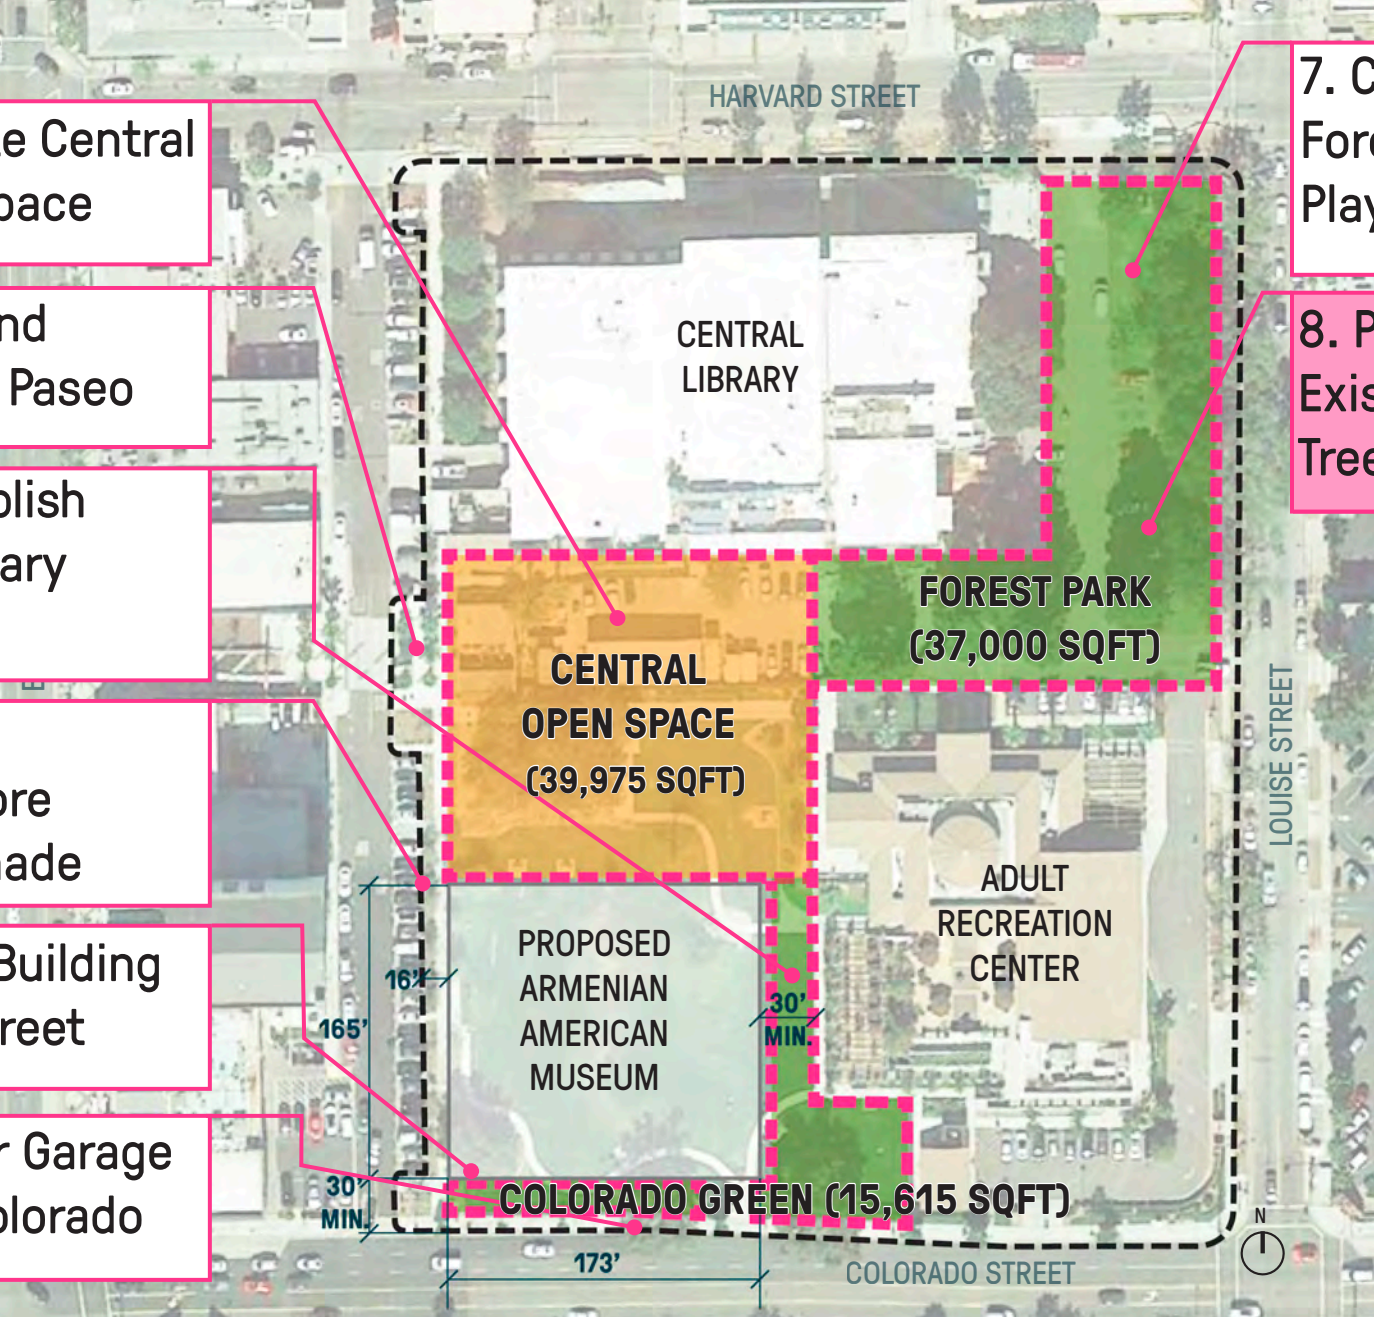 HARVARD STREET
e Central
pace
nd
Paseo
olish
ary
ore
ade
Building
reet
r Garage
olorado
7. C
Fore
Play
8. P
Exis
Tree
CENTRAL
LIBRARY
FOREST PARK
(37,000 SQFT)
CENTRAL
OPEN SPACE
(39,975 SQFT)
LOUISE STREET
ADULT
RECREATION
CENTER
PROPOSED
ARMENIAN
AMERICAN
MUSEUM
16'
165'
30'
MIN.
30'
MIN.
COLORADO GREEN (15,615 SQFT)
173'
COLORADO STREET
N